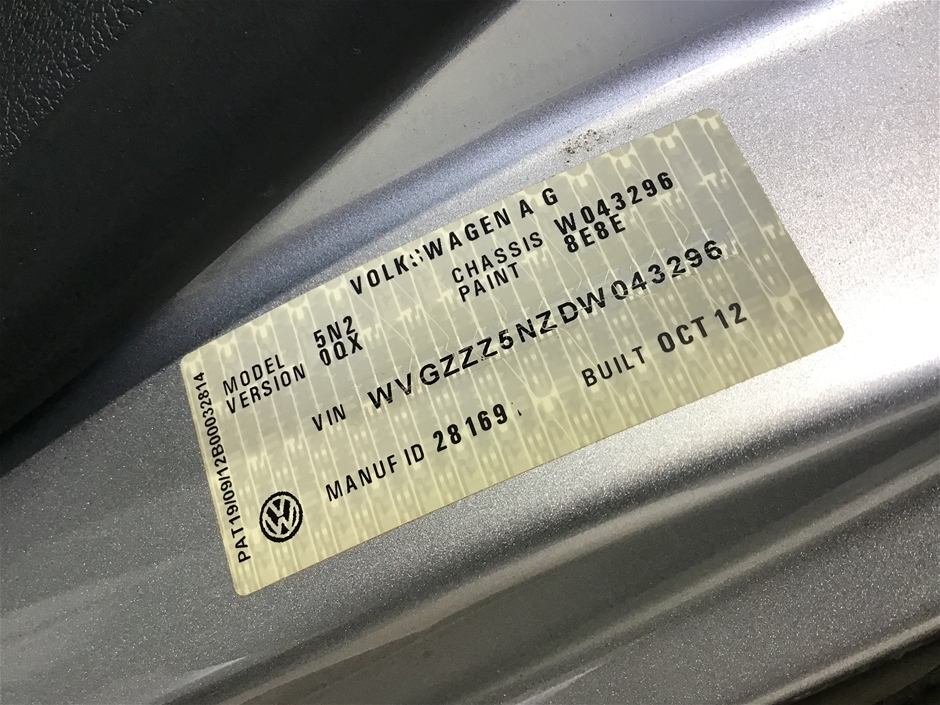 VOLKSWAGEN AG
CHASSIS W043296
PAINT 8E8E
MODEL 5N2
VERSION 0QX
VIN WVGZZZ5NZDW043296
MANUF ID 28169
BUILT OCT 12
PAT19/09/12B00032814